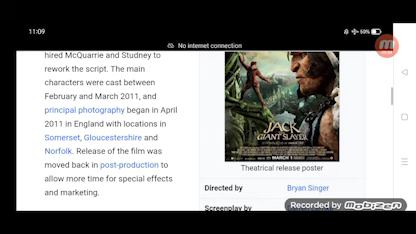 11:09
50%
No internet connection
hired McQuarrie and Studney to
rework the script. The main
characters were cast between
February and March 2011, and
principal photography began in April
2011 in England with locations in
Somerset, Gloucestershire and
Norfolk. Release of the film was
moved back in post-production to
allow more time for special effects
and marketing.
JACK
THE
GIANT SLAYER
MARCH 1
Theatrical release poster
Directed by Bryan Singer
Screenplay by
Recorded by mobizen